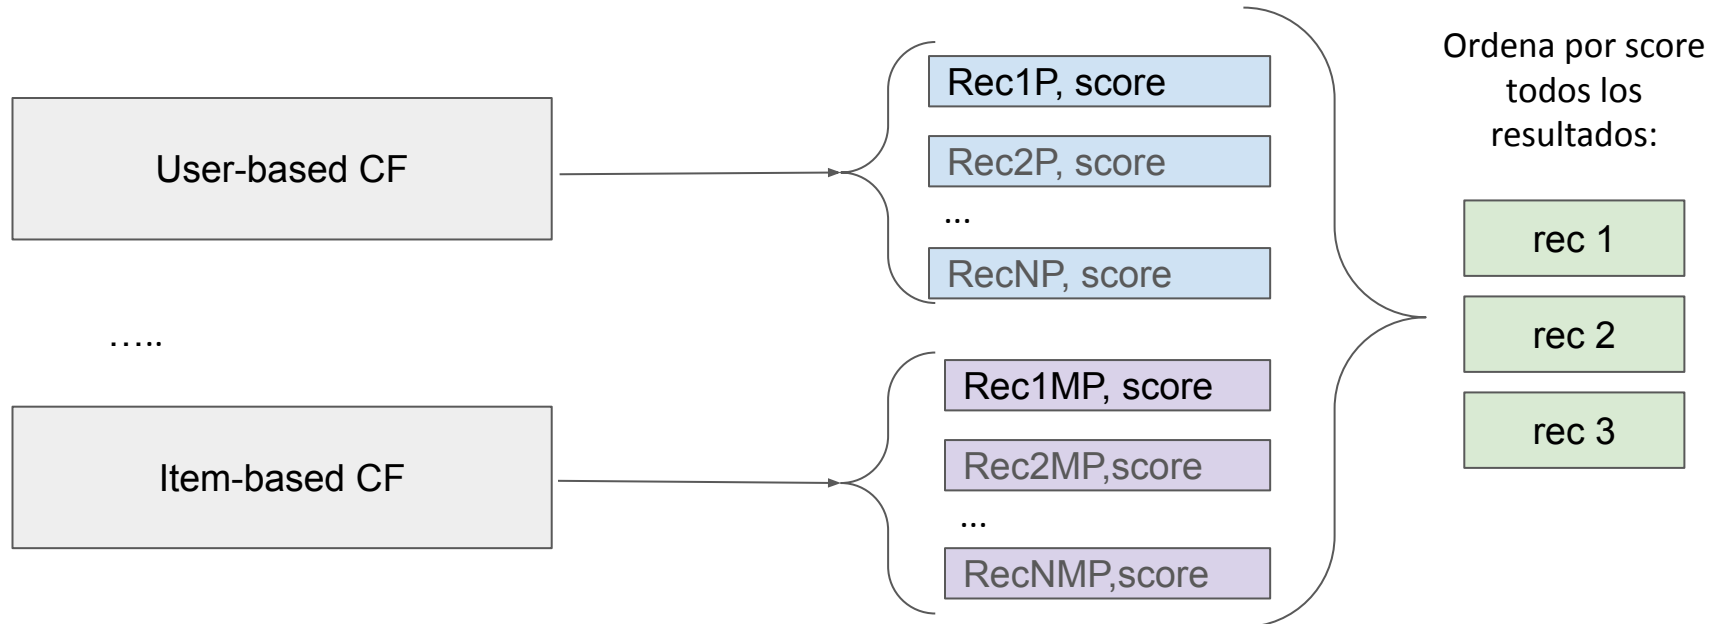 User-based CF
Rec1P, score
Rec2P, score
...
RecNP, score
.....
Item-based CF
Rec1MP, score
Rec2MP,score
...
RecNMP,score
Ordena por score
todos los
resultados:
rec 1
rec 2
rec 3